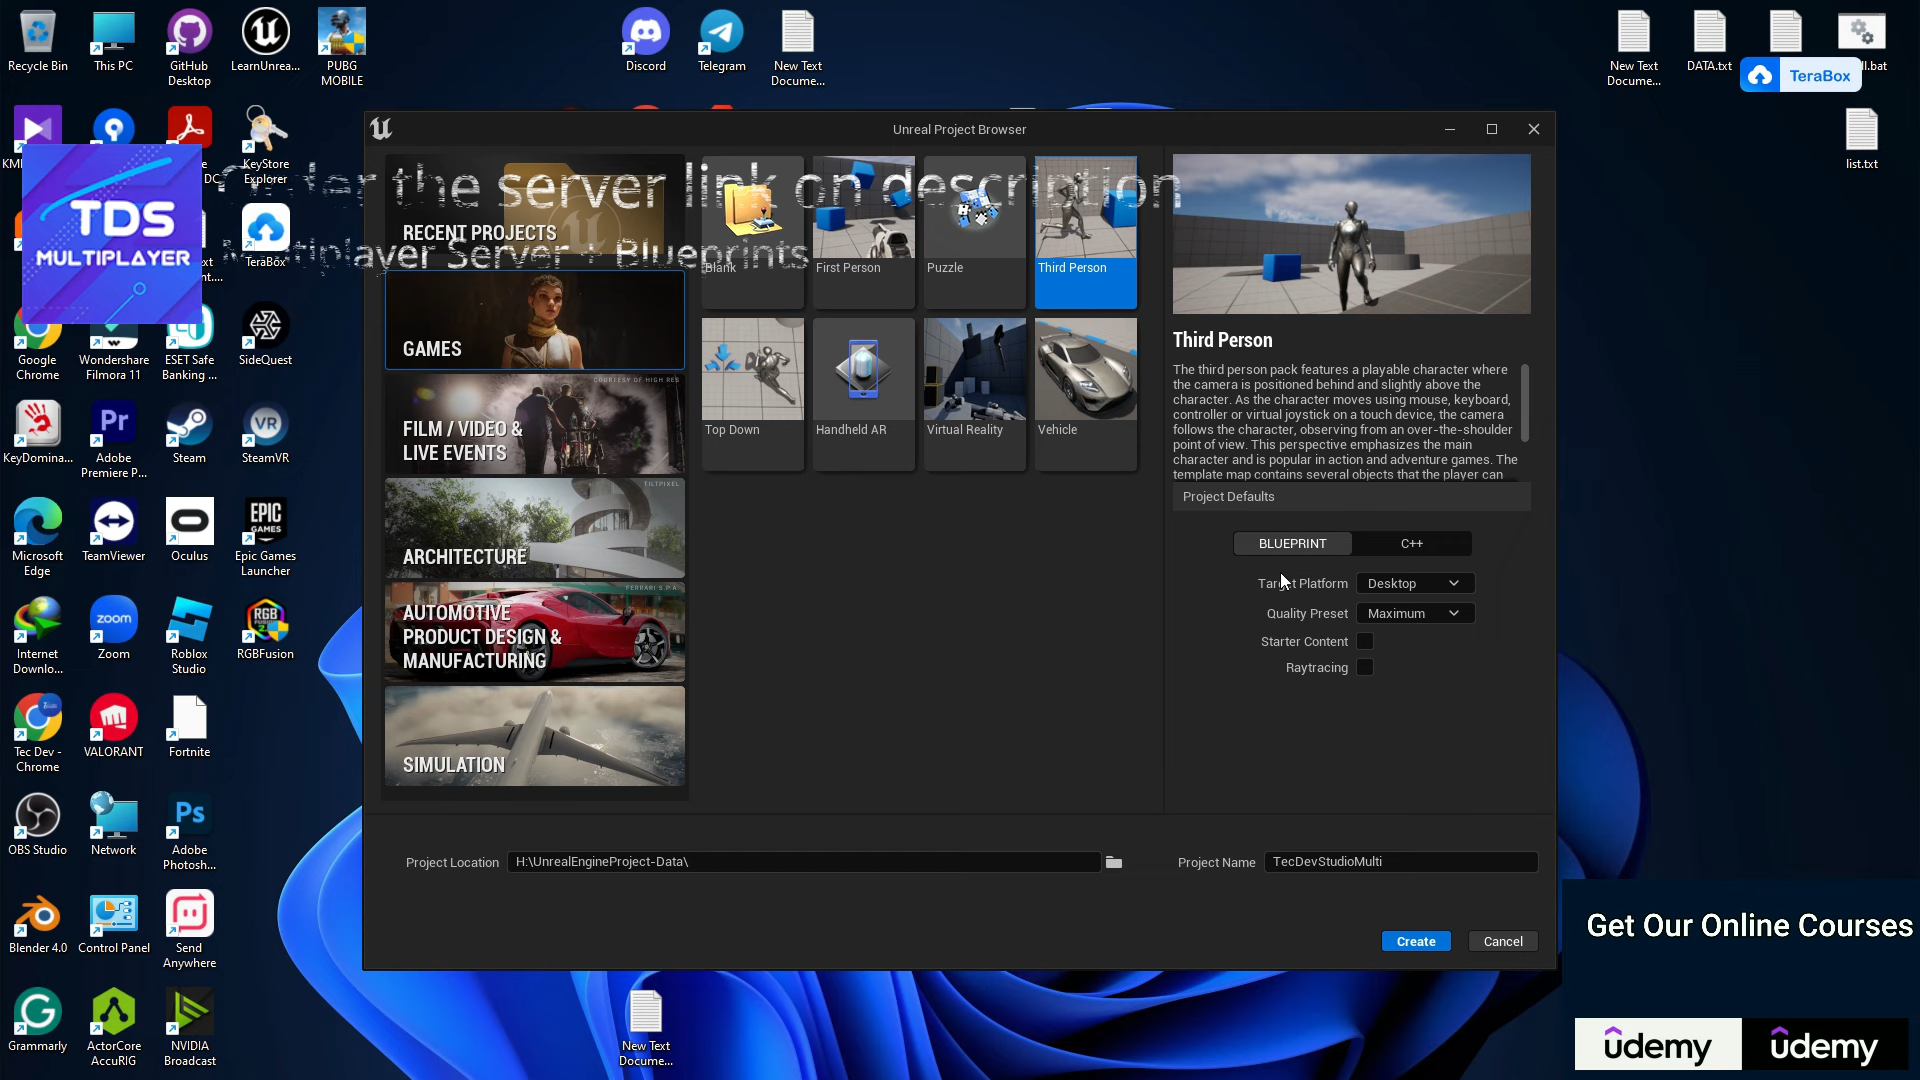 Recycle Bin
This PC
GitHub
Desktop
LearnUnrea...
PUBG
MOBILE
Discord
Telegram
New Text
Docume...
New Text
Docume...
DATA.txt
ll.bat
TeraBox
list.txt
KeyStore
Explorer
DC
TDS
MULTIPLAYER
TeraBox
the server link on description
Multiplayer Server + Blueprints
Google
Chrome
Wondershare
Filmora 11
ESET Safe
Banking ...
SideQuest
KeyDomina...
Adobe
Premiere P...
Steam
SteamVR
Microsoft
Edge
TeamViewer
Oculus
Epic Games
Launcher
Internet
Downlo...
Zoom
Roblox
Studio
RGBFusion
Tec Dev -
Chrome
VALORANT
Fortnite
OBS Studio
Network
Adobe
Photosh...
Blender 4.0
Control Panel
Send
Anywhere
Grammarly
ActorCore
AccuRIG
NVIDIA
Broadcast
New Text
Docume...
Unreal Project Browser
RECENT PROJECTS
GAMES
COURTESY OF HIGH RES
FILM / VIDEO &
LIVE EVENTS
TILTPIXEL
ARCHITECTURE
FERRARI S.P.A.
AUTOMOTIVE
PRODUCT DESIGN &
MANUFACTURING
SIMULATION
Blank
First Person
Puzzle
Third Person
Top Down
Handheld AR
Virtual Reality
Vehicle
Third Person
The third person pack features a playable character where
the camera is positioned behind and slightly above the
character. As the character moves using mouse, keyboard,
controller or virtual joystick on a touch device, the camera
follows the character, observing from an over-the-shoulder
point of view. This perspective emphasizes the main
character and is popular in action and adventure games. The
template map contains several objects that the player can
Project Defaults
BLUEPRINT
C++
Target Platform
Desktop
Quality Preset
Maximum
Starter Content
Raytracing
Project Location
H:\UnrealEngineProject-Data\
Project Name
TecDevStudioMulti
Create
Cancel
Get Our Online Courses
ûdemy
ûdemy